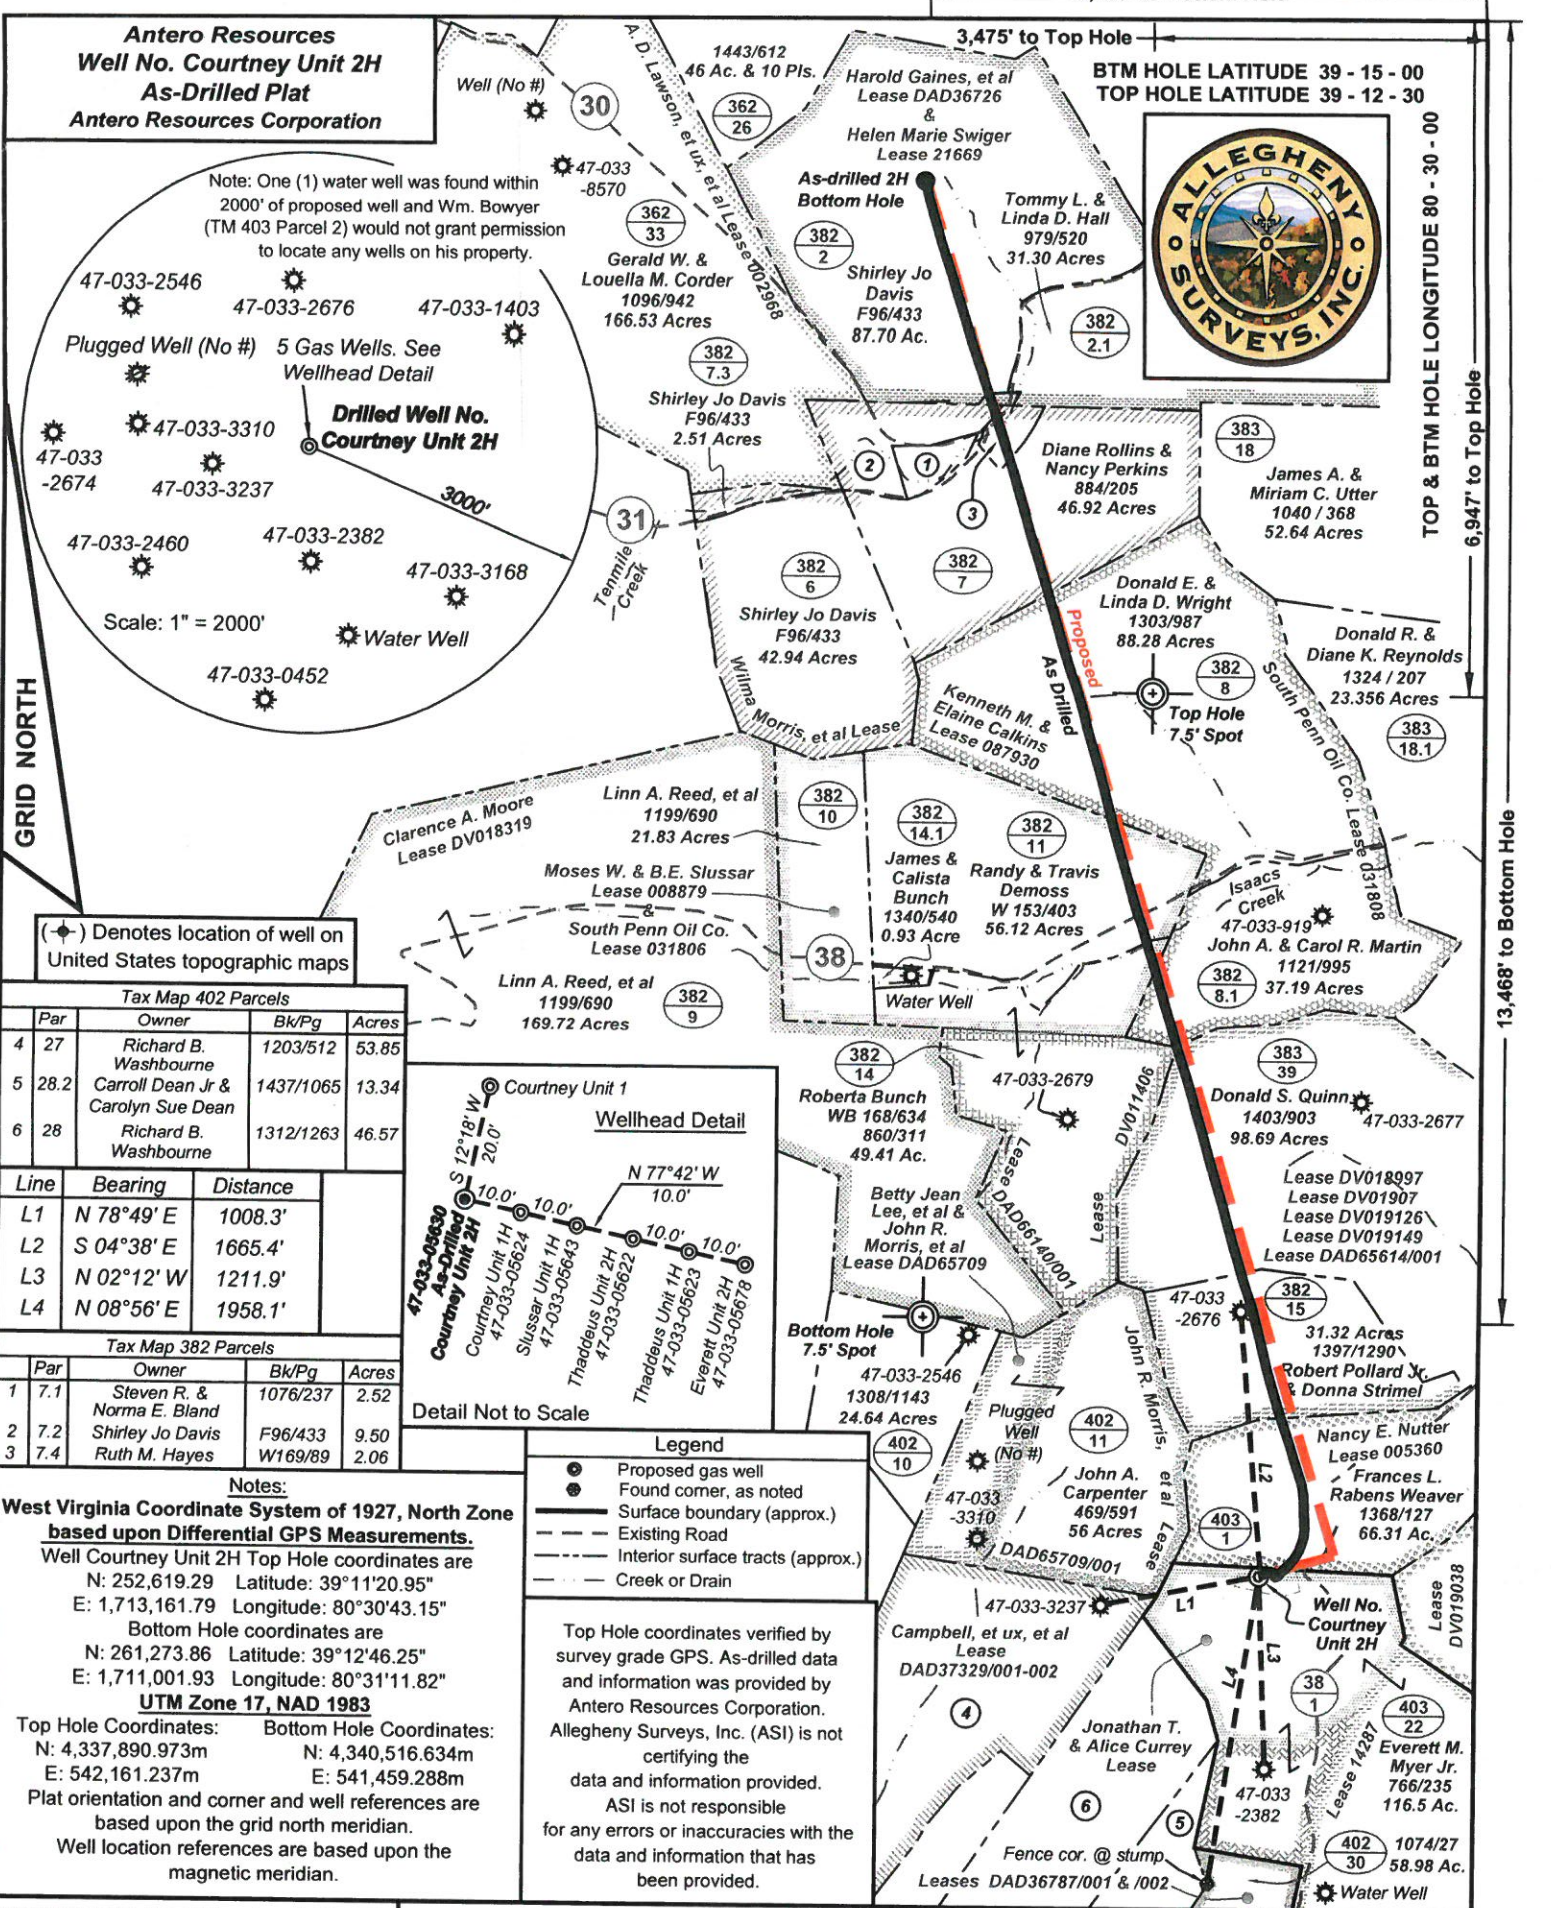 Antero Resources
Well No. Courtney Unit 2H
As-Drilled Plat
Antero Resources Corporation
3,475' to Top Hole
BTM HOLE LATITUDE 39 - 15 - 00
TOP HOLE LATITUDE 39 - 12 - 30
TOP & BTM HOLE LONGITUDE 80 - 30 - 00
6,947' to Top Hole
13,468' to Bottom Hole
ALLEGHENY
SURVEYS, INC.
Note: One (1) water well was found within
2000' of proposed well and Wm. Bowyer
(TM 403 Parcel 2) would not grant permission
to locate any wells on his property.
47-033-2546
47-033-2676
47-033-1403
Plugged Well (No #)
5 Gas Wells. See
Wellhead Detail
Drilled Well No.
Courtney Unit 2H
47-033-3310
47-033
-2674
47-033-3237
3000'
47-033-2460
47-033-2382
47-033-3168
Scale: 1" = 2000'
Water Well
47-033-0452
GRID NORTH
Well (No #)
30
47-033
-8570
A. D. Lawson, et ux, et al Lease 002968
1443/612
46 Ac. & 10 Pls.
362
26
Harold Gaines, et al
Lease DAD36726
&
Helen Marie Swiger
Lease 21669
As-drilled 2H
Bottom Hole
Tommy L. &
Linda D. Hall
979/520
31.30 Acres
362
33
Gerald W. &
Louella M. Corder
1096/942
166.53 Acres
382
2
Shirley Jo
Davis
F96/433
87.70 Ac.
382
2.1
382
7.3
Shirley Jo Davis
F96/433
2.51 Acres
2
1
3
Diane Rollins &
Nancy Perkins
884/205
46.92 Acres
383
18
James A. &
Miriam C. Utter
1040 / 368
52.64 Acres
31
Tenmile
Creek
382
6
Shirley Jo Davis
F96/433
42.94 Acres
382
7
Donald E. &
Linda D. Wright
1303/987
88.28 Acres
Proposed
As Drilled
382
8
Top Hole
7.5' Spot
Donald R. &
Diane K. Reynolds
1324 / 207
23.356 Acres
383
18.1
South Penn Oil Co. Lease 031808
Wilma Morris, et al Lease
Kenneth M. &
Elaine Calkins
Lease 087930
Clarence A. Moore
Lease DV018319
Linn A. Reed, et al
1199/690
21.83 Acres
382
10
Moses W. & B.E. Slussar
Lease 008879
&
South Penn Oil Co.
Lease 031806
382
14.1
James &
Calista
Bunch
1340/540
0.93 Acre
382
11
Randy & Travis
Demoss
W 153/403
56.12 Acres
Isaacs
Creek
47-033-919
John A. & Carol R. Martin
1121/995
37.19 Acres
382
8.1
38
Water Well
Linn A. Reed, et al
1199/690
169.72 Acres
382
9
(-) Denotes location of well on
United States topographic maps
Tax Map 402 Parcels
Par Owner Bk/Pg Acres
4 27 Richard B. Washbourne 1203/512 53.85
5 28.2 Carroll Dean Jr & Carolyn Sue Dean 1437/1065 13.34
6 28 Richard B. Washbourne 1312/1263 46.57
Line Bearing Distance
L1 N 78°49' E 1008.3'
L2 S 04°38' E 1665.4'
L3 N 02°12' W 1211.9'
L4 N 08°56' E 1958.1'
Tax Map 382 Parcels
Par Owner Bk/Pg Acres
1 7.1 Steven R. & Norma E. Bland 1076/237 2.52
2 7.2 Shirley Jo Davis F96/433 9.50
3 7.4 Ruth M. Hayes W169/89 2.06
Courtney Unit 1
Wellhead Detail
S 12°18' W
20.0'
N 77°42' W
10.0'
10.0'
10.0'
10.0'
10.0'
47-033-05630
As-Drilled
Courtney Unit 2H
Courtney Unit 1H
47-033-05624
Slussar Unit 1H
47-033-05643
Thaddeus Unit 2H
47-033-05622
Thaddeus Unit 1H
47-033-05623
Everett Unit 2H
47-033-05678
Detail Not to Scale
382
14
Roberta Bunch
WB 168/634
860/311
49.41 Ac.
47-033-2679
Lease DV011406
383
39
Donald S. Quinn
1403/903
98.69 Acres
47-033-2677
Lease DV018997
Lease DV01907
Lease DV019126
Lease DV019149
Lease DAD65614/001
Betty Jean
Lee, et al &
John R.
Morris, et al
Lease DAD65709
Lease DAD66140/001
Bottom Hole
7.5' Spot
47-033
-2676
382
15
31.32 Acres
1397/1290
Robert Pollard Jr.
& Donna Strimel
47-033-2546
1308/1143
24.64 Acres
402
10
Plugged
Well
(No #)
402
11
John A.
Carpenter
469/591
56 Acres
John R. Morris, et al Lease
DAD65709/001
47-033
-3310
L2
Nancy E. Nutter
Lease 005360
Frances L.
Rabens Weaver
1368/127
66.31 Ac.
403
1
Lease
DV019038
47-033-3237
L1
Well No.
Courtney
Unit 2H
Campbell, et ux, et al
Lease
DAD37329/001-002
L3
L4
38
1
403
22
Everett M.
Myer Jr.
766/235
116.5 Ac.
Lease 14287
4
Jonathan T.
& Alice Currey
Lease
47-033
-2382
6
5
402
30
1074/27
58.98 Ac.
Fence cor. @ stump
Leases DAD36787/001 & /002
Water Well
Legend
Proposed gas well
Found corner, as noted
Surface boundary (approx.)
Existing Road
Interior surface tracts (approx.)
Creek or Drain
Top Hole coordinates verified by
survey grade GPS. As-drilled data
and information was provided by
Antero Resources Corporation.
Allegheny Surveys, Inc. (ASI) is not
certifying the
data and information provided.
ASI is not responsible
for any errors or inaccuracies with the
data and information that has
been provided.
Notes:
West Virginia Coordinate System of 1927, North Zone
based upon Differential GPS Measurements.
Well Courtney Unit 2H Top Hole coordinates are
N: 252,619.29 Latitude: 39°11'20.95"
E: 1,713,161.79 Longitude: 80°30'43.15"
Bottom Hole coordinates are
N: 261,273.86 Latitude: 39°12'46.25"
E: 1,711,001.93 Longitude: 80°31'11.82"
UTM Zone 17, NAD 1983
Top Hole Coordinates: Bottom Hole Coordinates:
N: 4,337,890.973m N: 4,340,516.634m
E: 542,161.237m E: 541,459.288m
Plat orientation and corner and well references are
based upon the grid north meridian.
Well location references are based upon the
magnetic meridian.